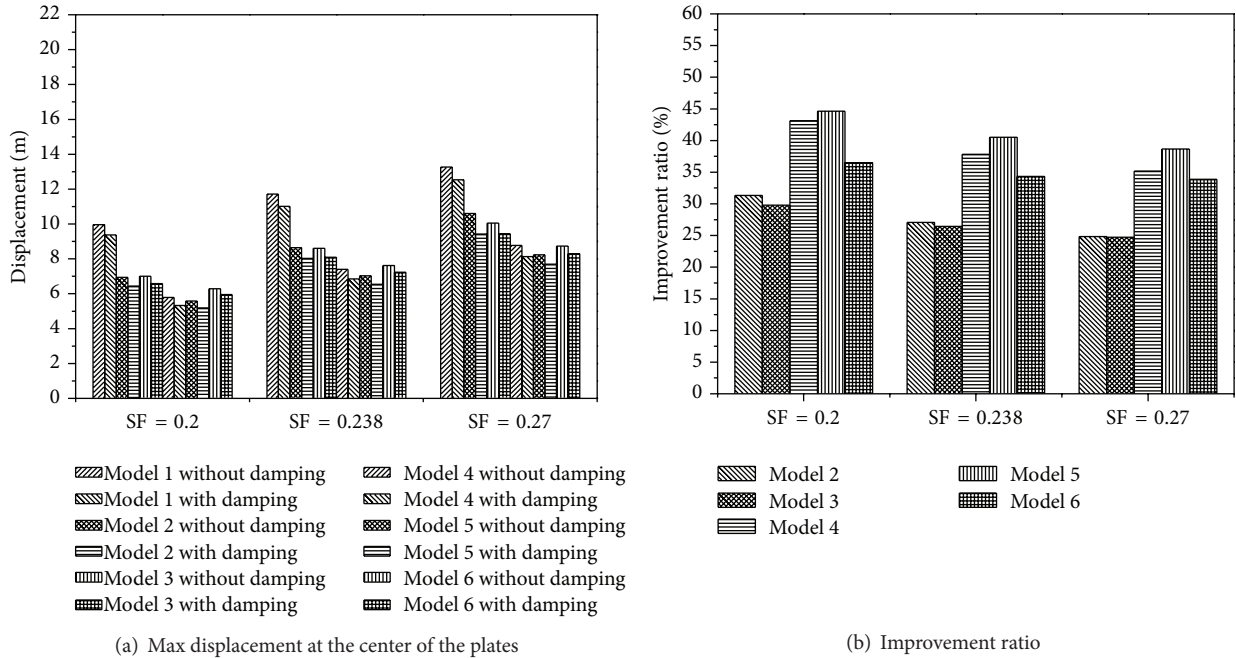 22
20
18
16
14
12
10
8
6
4
2
0
Displacement (m)
SF = 0.2
SF = 0.238
SF = 0.27
Model 1 without damping
Model 1 with damping
Model 2 without damping
Model 2 with damping
Model 3 without damping
Model 3 with damping
Model 4 without damping
Model 4 with damping
Model 5 without damping
Model 5 with damping
Model 6 without damping
Model 6 with damping
(a) Max displacement at the center of the plates
60
55
50
45
40
35
30
25
20
15
10
5
0
Improvement ratio (%)
SF = 0.2
SF = 0.238
SF = 0.27
Model 2
Model 3
Model 4
Model 5
Model 6
(b) Improvement ratio